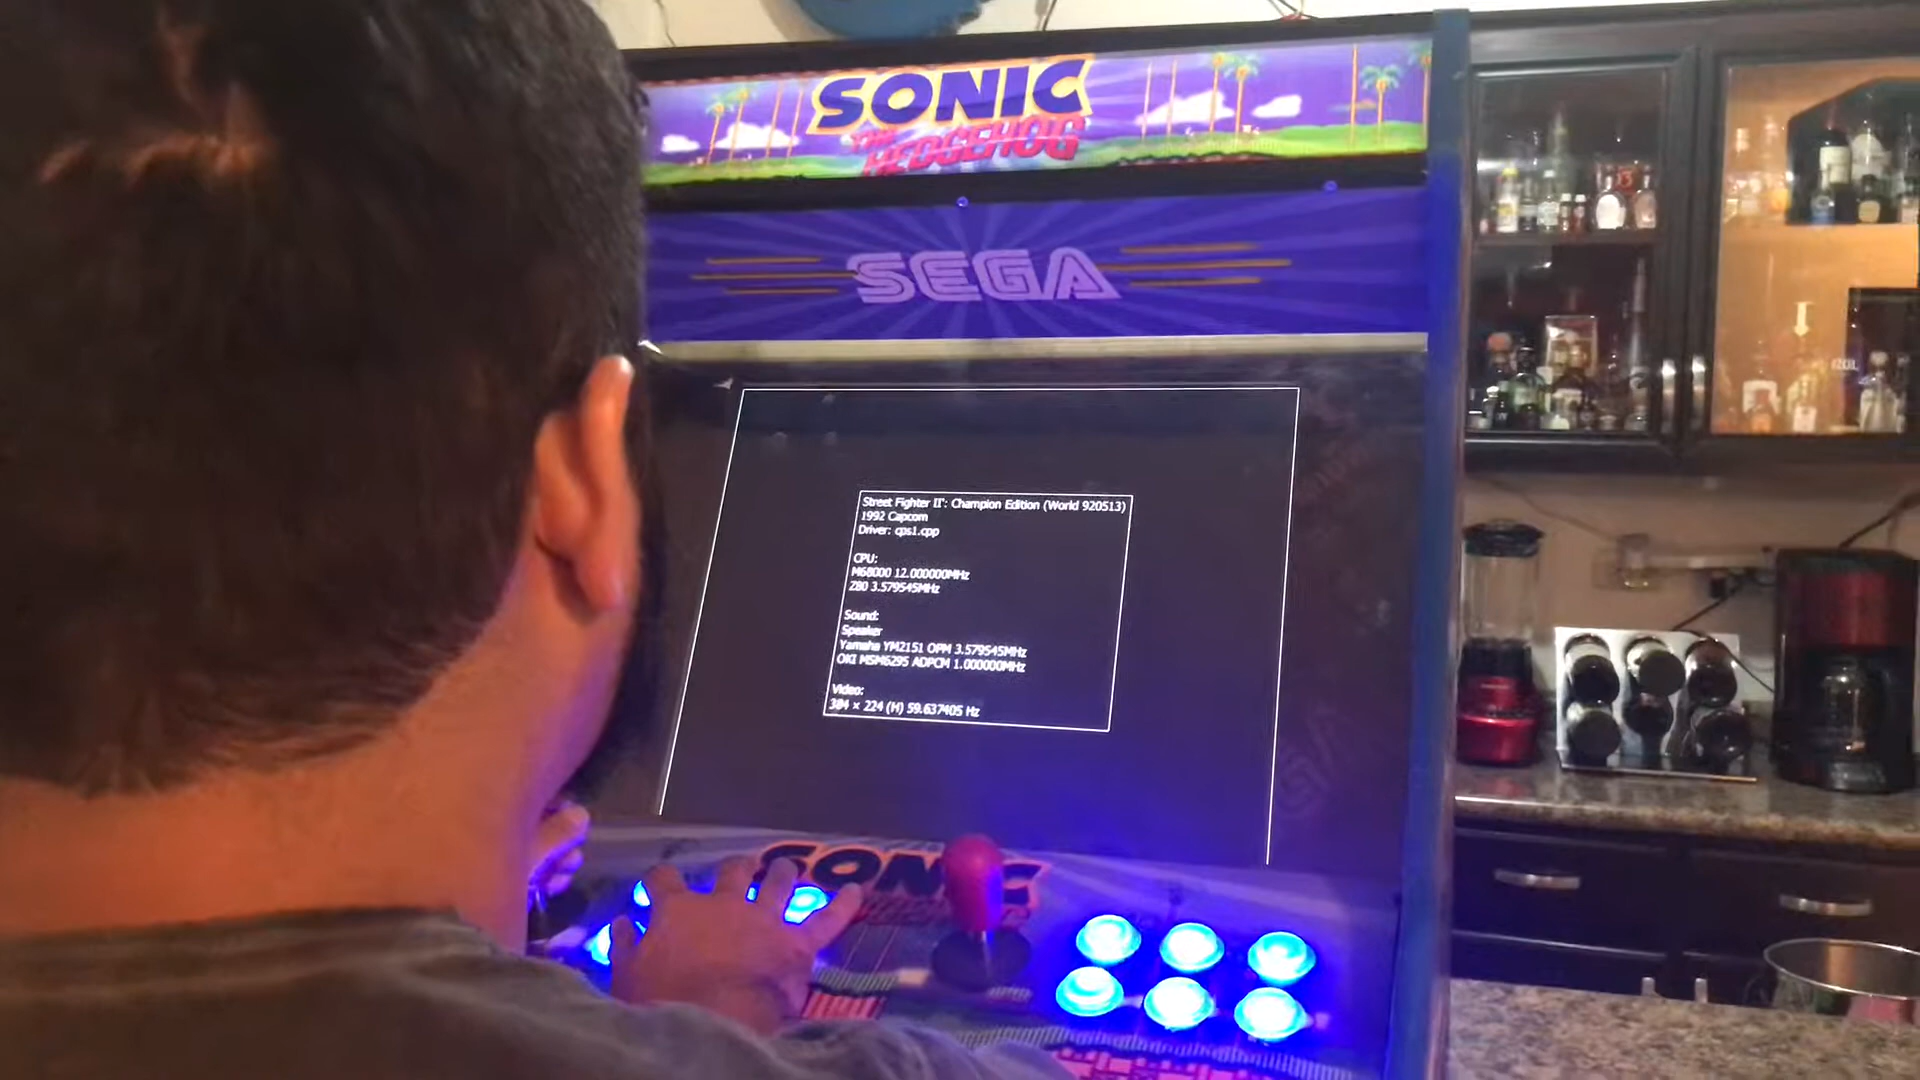 SONIC
THE
HEDGEHOG
SEGA
Street Fighter II': Champion Edition (World 920513)
1992 Capcom
Driver: cps1.cpp
CPU:
M68000 12.000000MHz
Z80 3.579545MHz
Sound:
Speaker
Yamaha YM2151 OPM 3.579545MHz
OKI MSM6295 ADPCM 1.000000MHz
Video:
384 × 224 (H) 59.637405 Hz
SONIC